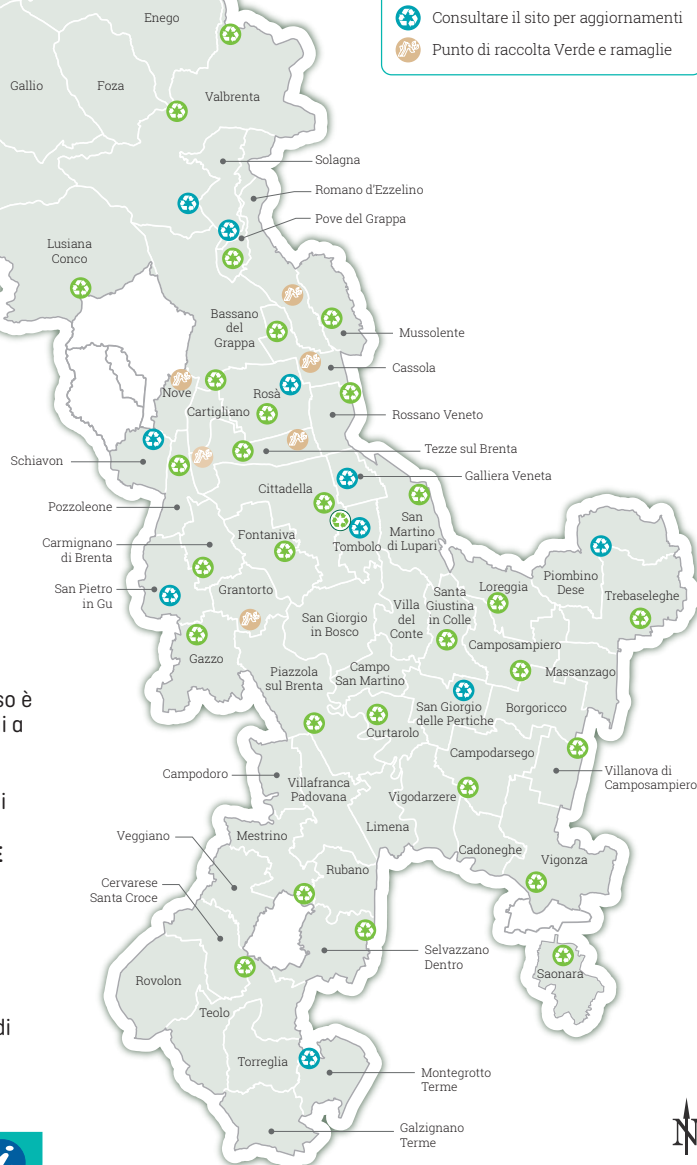 Consultare il sito per aggiornamenti
Punto di raccolta Verde e ramaglie
Enego
Gallio
Foza
Valbrenta
Solagna
Romano d'Ezzelino
Pove del Grappa
Lusiana
Conco
Bassano
del
Grappa
Mussolente
Cassola
Nove
Rosà
Cartigliano
Rossano Veneto
Tezze sul Brenta
Schiavon
Galliera Veneta
Cittadella
Pozzoleone
San
Martino
di Lupari
Fontaniva
Tombolo
Carmignano
di Brenta
San Pietro
in Gu
Grantorto
Piombino
Dese
Loreggia
Trebaseleghe
Santa
Giustina
in Colle
Villa
del
Conte
San Giorgio
in Bosco
Camposampiero
Gazzo
Massanzago
Piazzola
sul Brenta
Campo
San Martino
San Giorgio
delle Pertiche
Borgoricco
Curtarolo
so è
i a
Campodarsego
Campodoro
Villanova di
Camposampiero
Villafranca
Padovana
Vigodarzere
i
Limena
Veggiano
Mestrino
E
Cadoneghe
Vigonza
Rubano
Cervarese
Santa Croce
Selvazzano
Dentro
Saonara
Rovolon
Teolo
di
Torreglia
Montegrotto
Terme
Galzignano
Terme
N
i